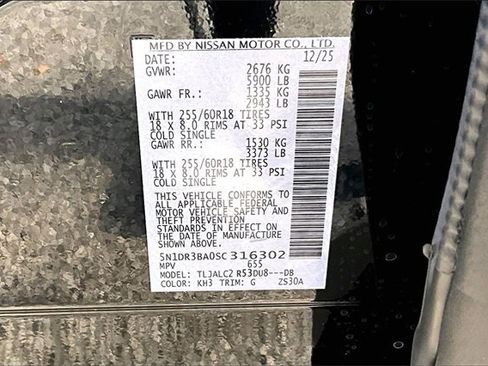 MFD BY NISSAN MOTOR CO., LTD.
DATE: 12/25
GVWR: 2676 KG
5900 LB
GAWR FR.: 1335 KG
2943 LB
WITH 255/60R18 TIRES
18 X 8.0 RIMS AT 33 PSI
COLD SINGLE
GAWR RR.: 1530 KG
3373 LB
WITH 255/60R18 TIRES
18 X 8.0 RIMS AT 33 PSI
COLD SINGLE
THIS VEHICLE CONFORMS TO
ALL APPLICABLE FEDERAL
MOTOR VEHICLE SAFETY AND
THEFT PREVENTION
STANDARDS IN EFFECT ON
THE DATE OF MANUFACTURE
SHOWN ABOVE.
5N1DR3BA0SC316302
MPV 655
MODEL: TLJALC2 R53DU8---DB
COLOR: KH3 TRIM: G ZS30A